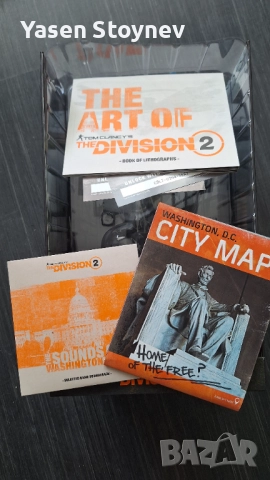 Yasen Stoynev
THE
ART OF
TOM CLANCY'S
THE DIVISION 2
BOOK OF LITHOGRAPHS
WASHINGTON, D.C.
CITY MAP
THE DIVISION 2
THE SOUNDS
WASHINGTON
HOME OF THE FREE?
BAZAR